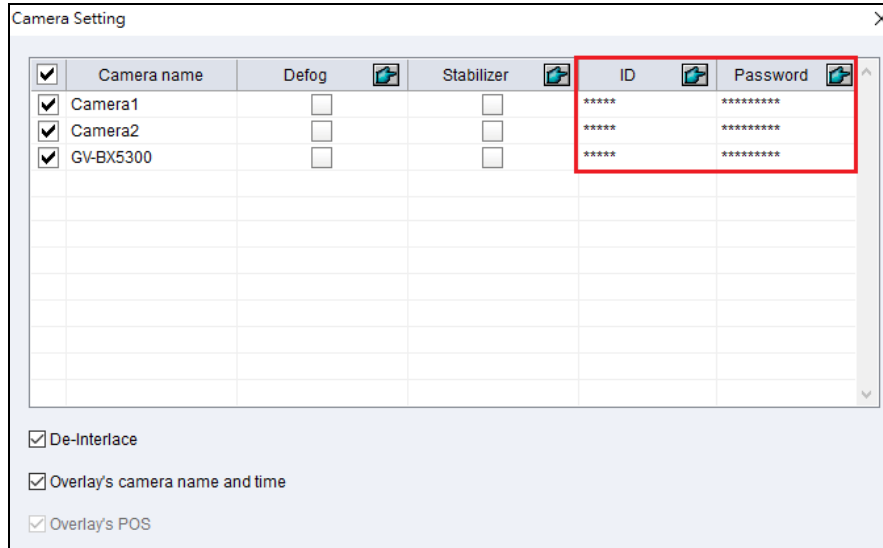 Camera Setting
Camera name Defog Stabilizer ID Password
Camera1 ***** *********
Camera2 ***** *********
GV-BX5300 ***** *********
De-Interlace
Overlay's camera name and time
Overlay's POS